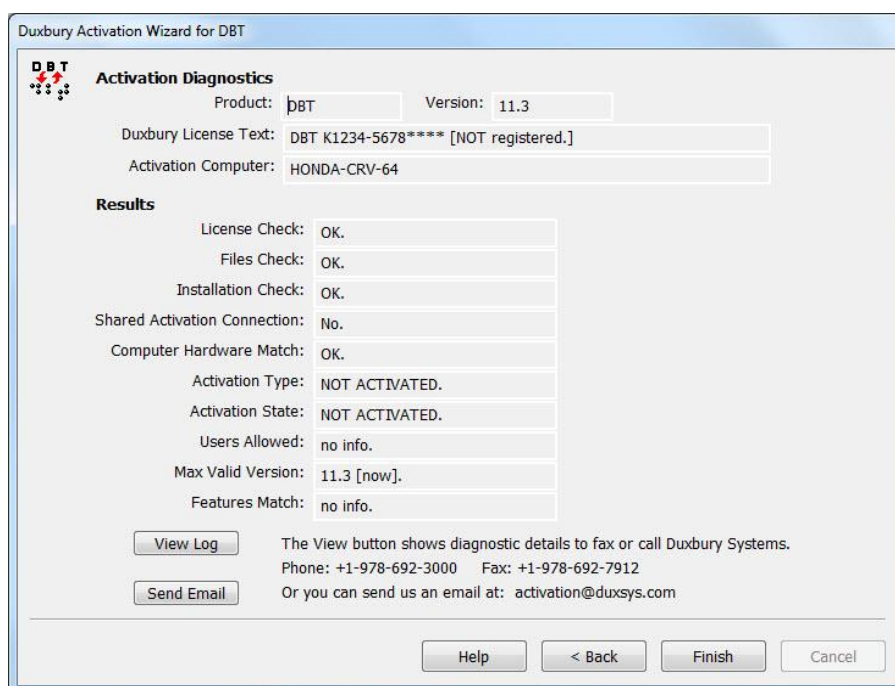 Duxbury Activation Wizard for DBT
D B T
Activation Diagnostics
Product: DBT Version: 11.3
Duxbury License Text: DBT K1234-5678**** [NOT registered.]
Activation Computer: HONDA-CRV-64
Results
License Check: OK.
Files Check: OK.
Installation Check: OK.
Shared Activation Connection: No.
Computer Hardware Match: OK.
Activation Type: NOT ACTIVATED.
Activation State: NOT ACTIVATED.
Users Allowed: no info.
Max Valid Version: 11.3 [now].
Features Match: no info.
View Log The View button shows diagnostic details to fax or call Duxbury Systems.
Phone: +1-978-692-3000 Fax: +1-978-692-7912
Send Email Or you can send us an email at: activation@duxsys.com
Help < Back Finish Cancel